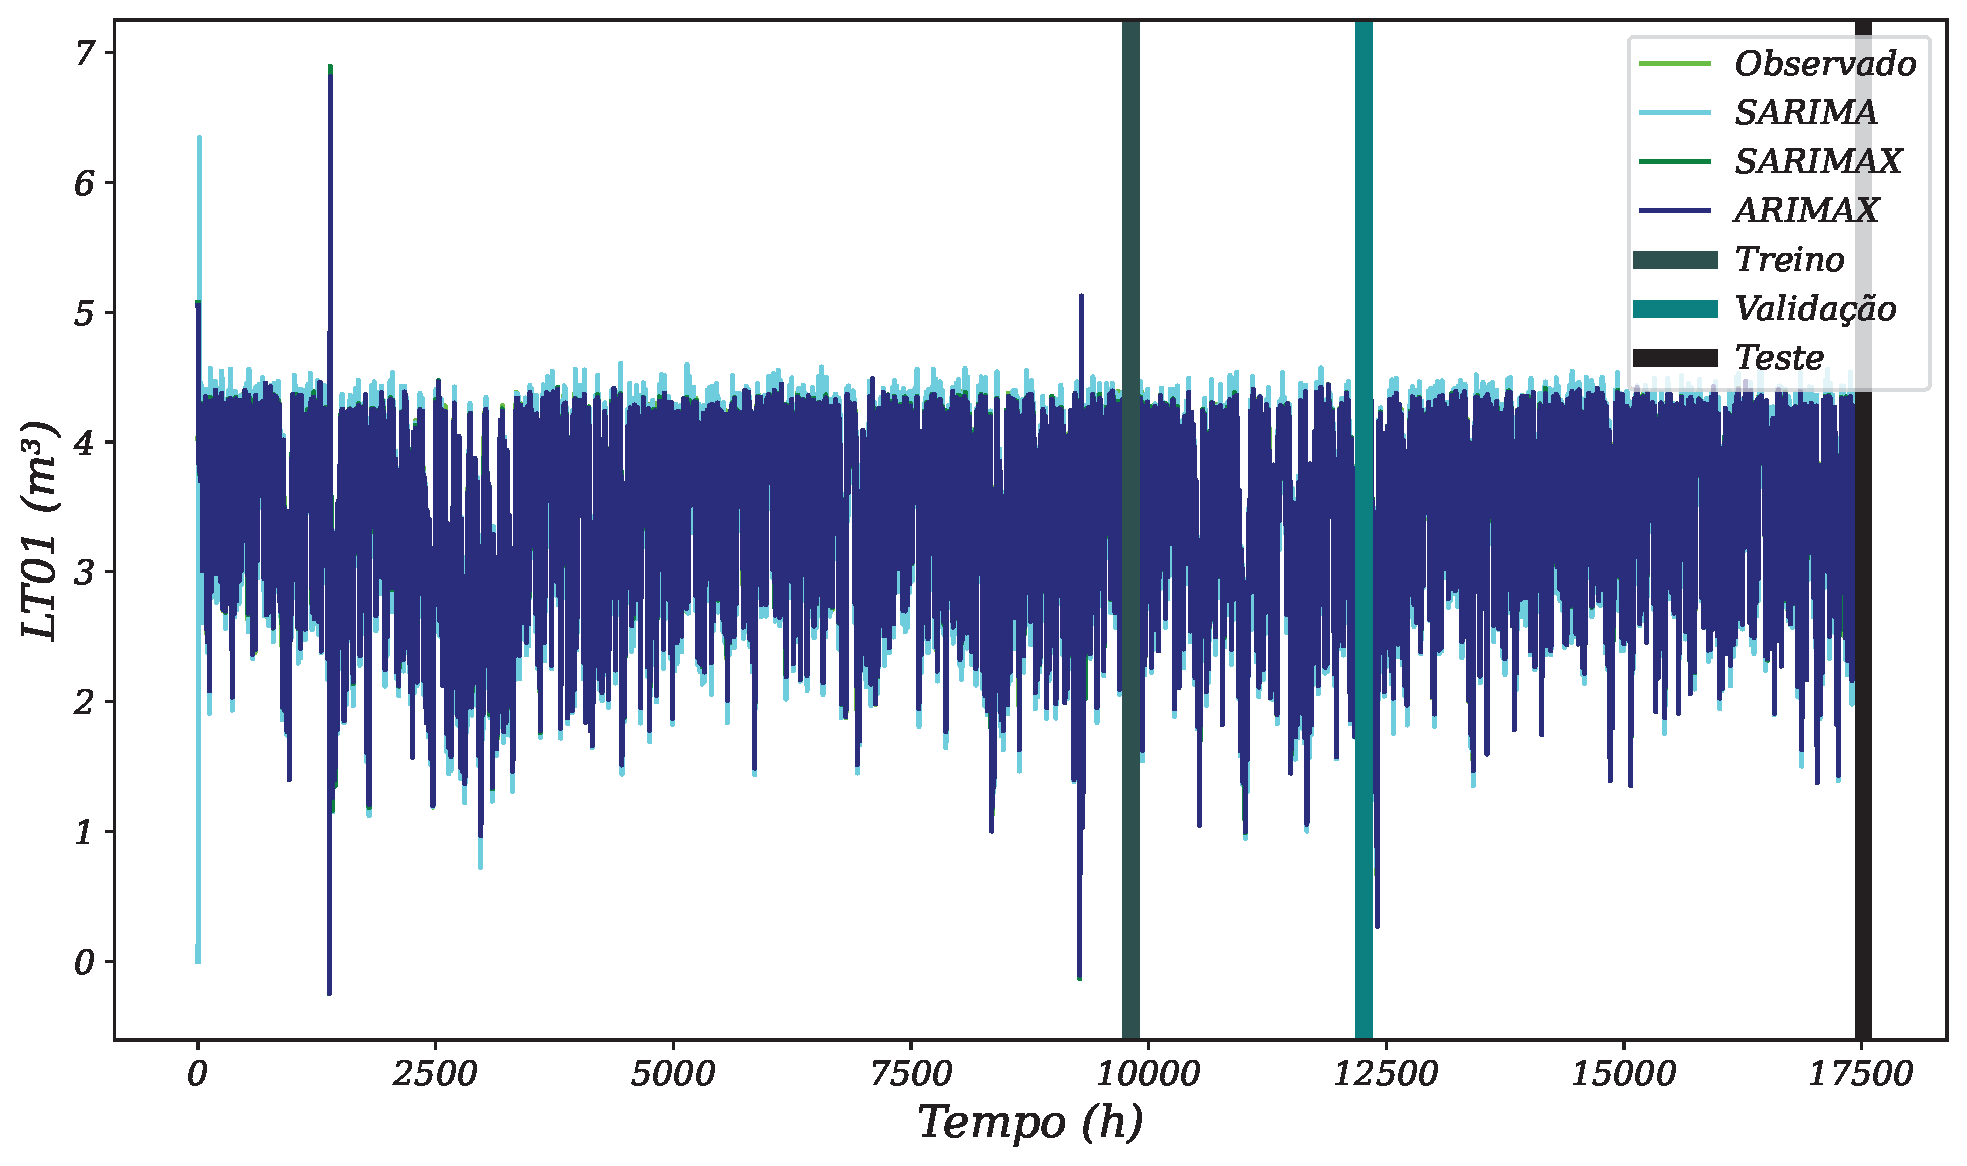 7
6
5
4
3
2
1
0
LT01 (m³)
0 2500 5000 7500 10000 12500 15000 17500
Tempo (h)
Observado
SARIMA
SARIMAX
ARIMAX
Treino
Validação
Teste